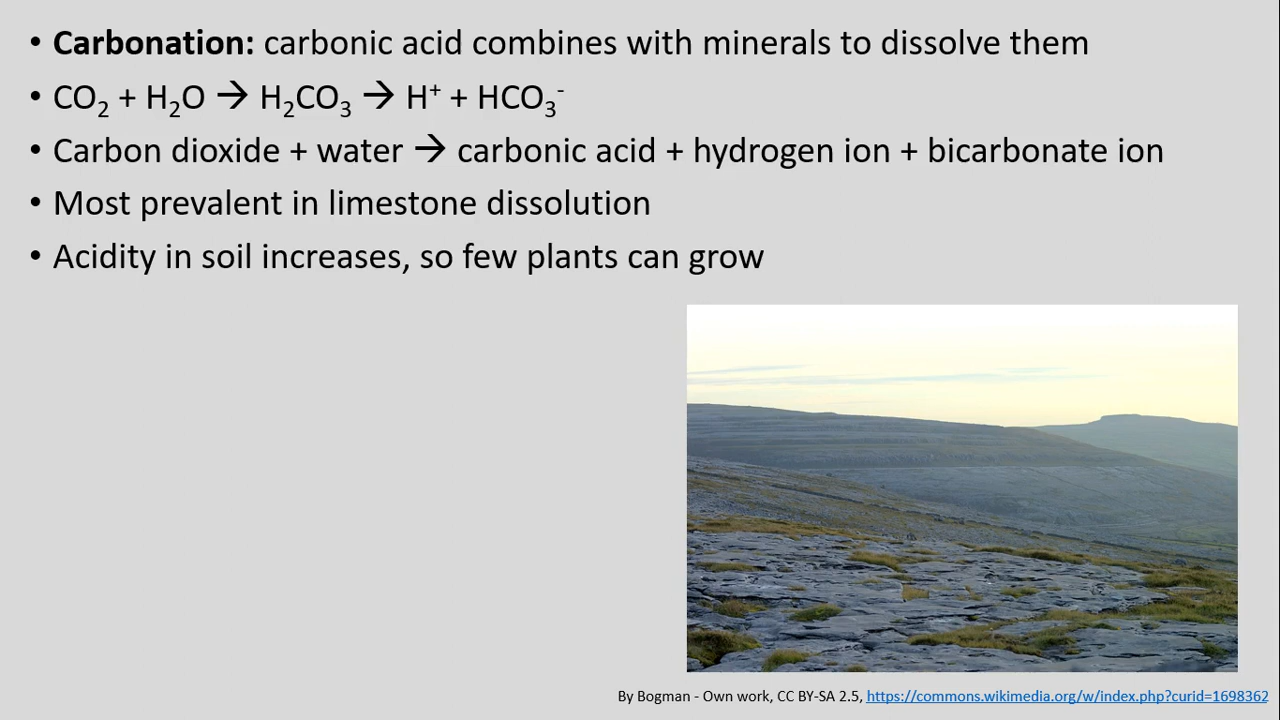 • Carbonation: carbonic acid combines with minerals to dissolve them
• CO₂ + H₂O → H₂CO₃ → H⁺ + HCO₃⁻
• Carbon dioxide + water → carbonic acid + hydrogen ion + bicarbonate ion
• Most prevalent in limestone dissolution
• Acidity in soil increases, so few plants can grow
By Bogman - Own work, CC BY-SA 2.5, https://commons.wikimedia.org/w/index.php?curid=1698362